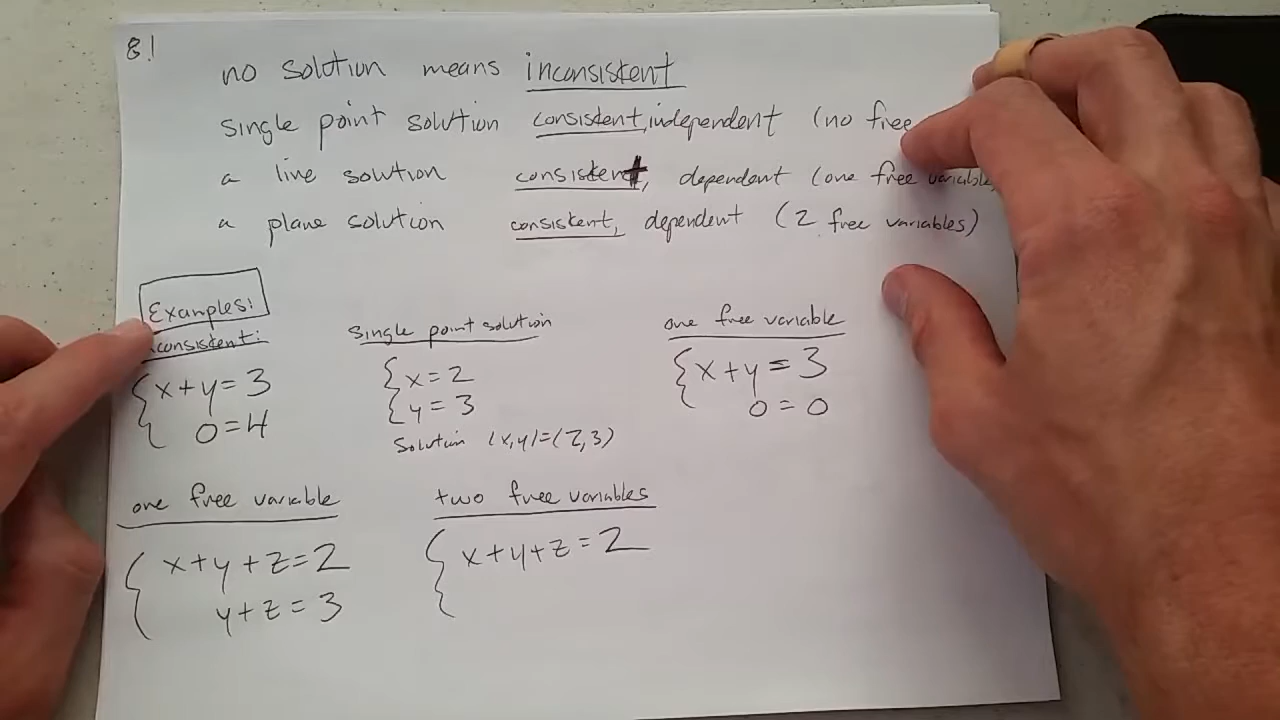 8!
no solution means inconsistent
single point solution consistent, independent (no free
a line solution consistent, dependent (one free variable
a plane solution consistent, dependent (2 free variables)
Examples:
consistent:
x+y=3
0=4
single point solution
x=2
y=3
Solution (x,y)=(2,3)
one free variable
x+y=3
0=0
one free variable
x+y+z=2
y+z=3
two free variables
x+y+z=2